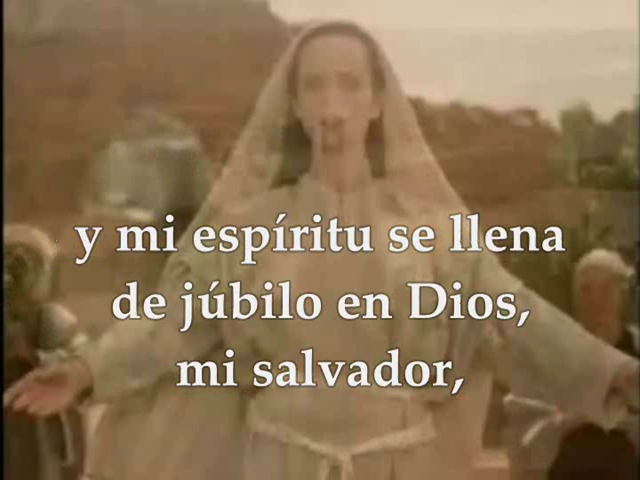 y mi espíritu se llena
de júbilo en Dios,
mi salvador,